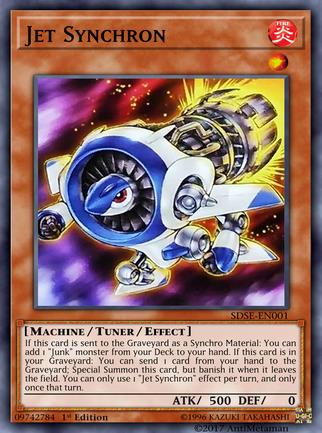 JET SYNCHRON
FIRE
炎
SDSE-EN001
[MACHINE / TUNER / EFFECT]
If this card is sent to the Graveyard as a Synchro Material: You can
add 1 "Junk" monster from your Deck to your hand. If this card is in
your Graveyard: You can send 1 card from your hand to the
Graveyard; Special Summon this card, but banish it when it leaves
the field. You can only use 1 "Jet Synchron" effect per turn, and only
once that turn.
ATK/ 500 DEF/ 0
09742784 1st Edition ©1996 KAZUKI TAKAHASHI
©2017 AntiMetaman